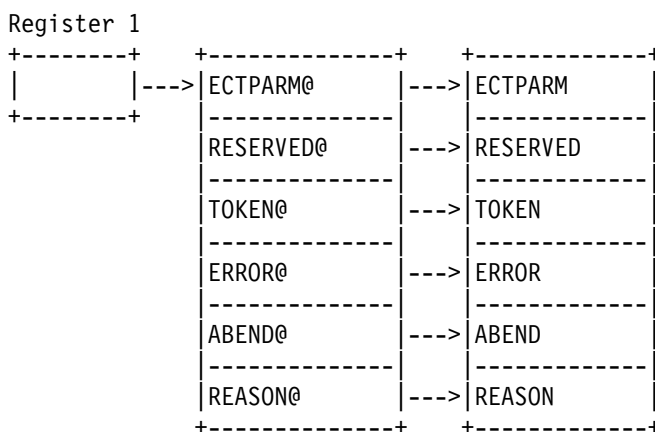 Register 1
ECTPARM@ ECTPARM
RESERVED@ RESERVED
TOKEN@ TOKEN
ERROR@ ERROR
ABEND@ ABEND
REASON@ REASON